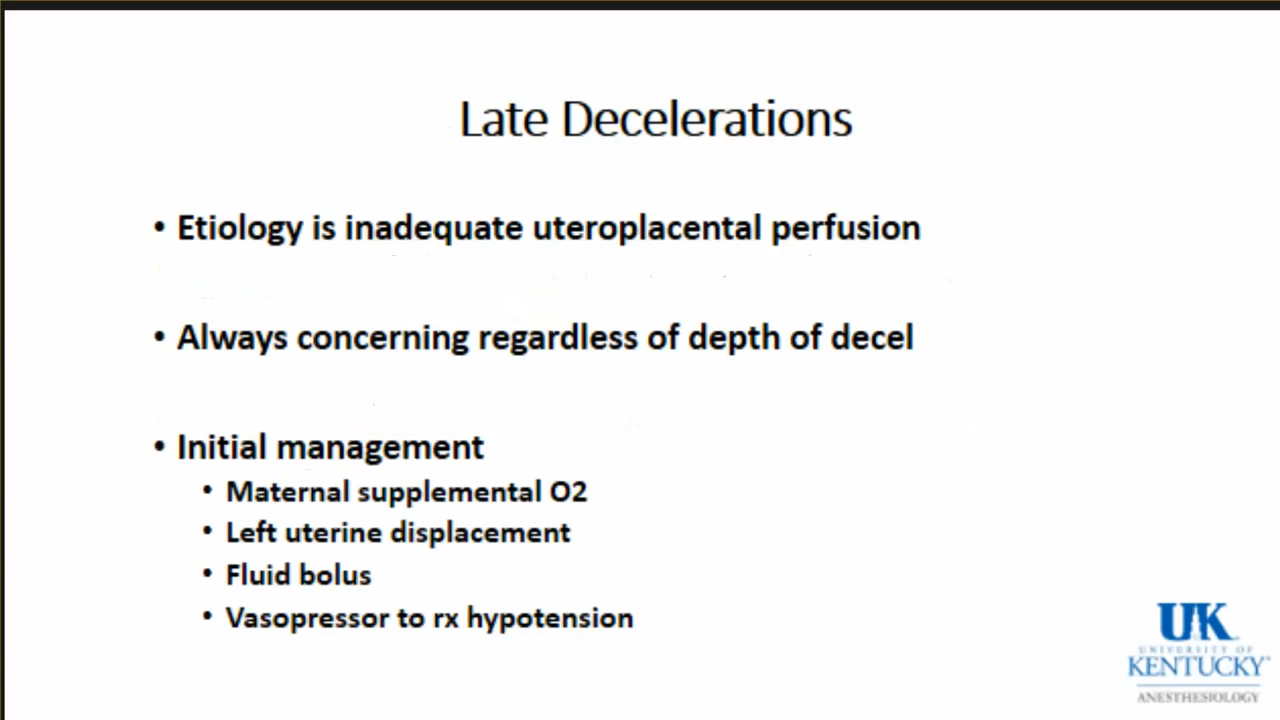 Late Decelerations
• Etiology is inadequate uteroplacental perfusion
• Always concerning regardless of depth of decel
• Initial management
• Maternal supplemental O2
• Left uterine displacement
• Fluid bolus
• Vasopressor to rx hypotension
UK
UNIVERSITY OF
KENTUCKY
ANESTHESIOLOGY